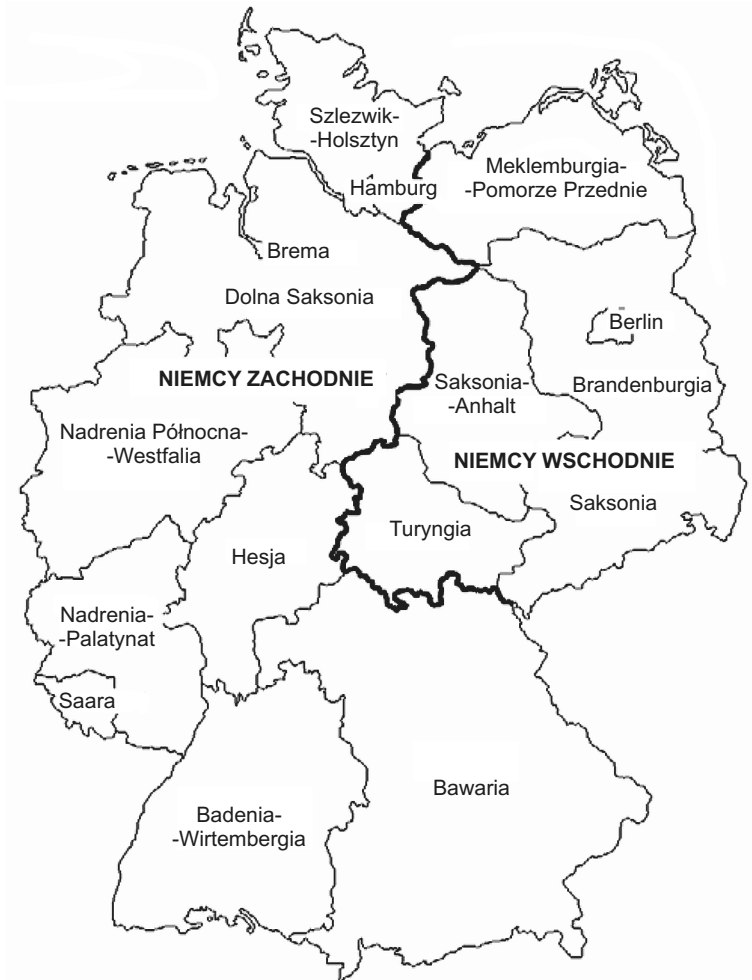 Szlezwik-
-Holsztyn
Meklemburgia-
-Pomorze Przednie
Hamburg
Brema
Dolna Saksonia
Berlin
NIEMCY ZACHODNIE
Saksonia-
-Anhalt
Brandenburgia
Nadrenia Północna-
-Westfalia
NIEMCY WSCHODNIE
Saksonia
Turyngia
Hesja
Nadrenia-
-Palatynat
Saara
Bawaria
Badenia-
-Wirtembergia